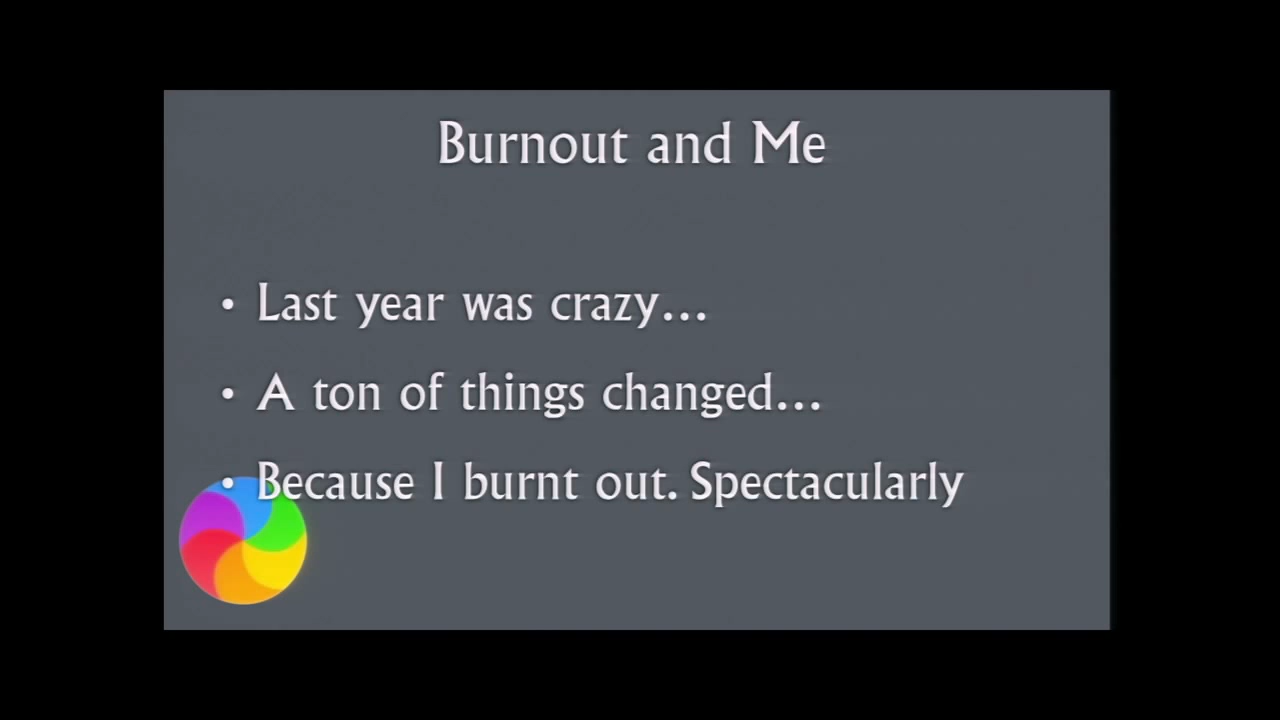 Burnout and Me
• Last year was crazy...
• A ton of things changed...
• Because I burnt out. Spectacularly